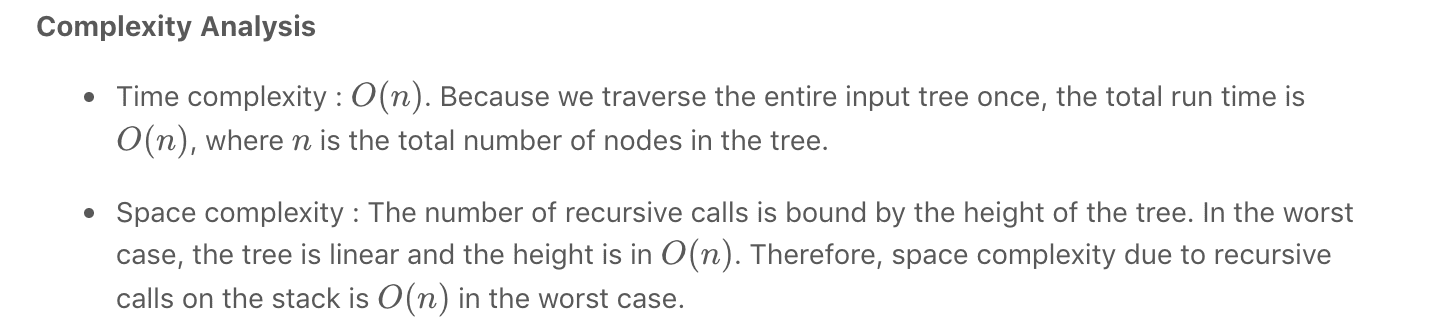 Complexity Analysis
• Time complexity : O(n). Because we traverse the entire input tree once, the total run time is
O(n), where n is the total number of nodes in the tree.
• Space complexity : The number of recursive calls is bound by the height of the tree. In the worst
case, the tree is linear and the height is in O(n). Therefore, space complexity due to recursive
calls on the stack is O(n) in the worst case.